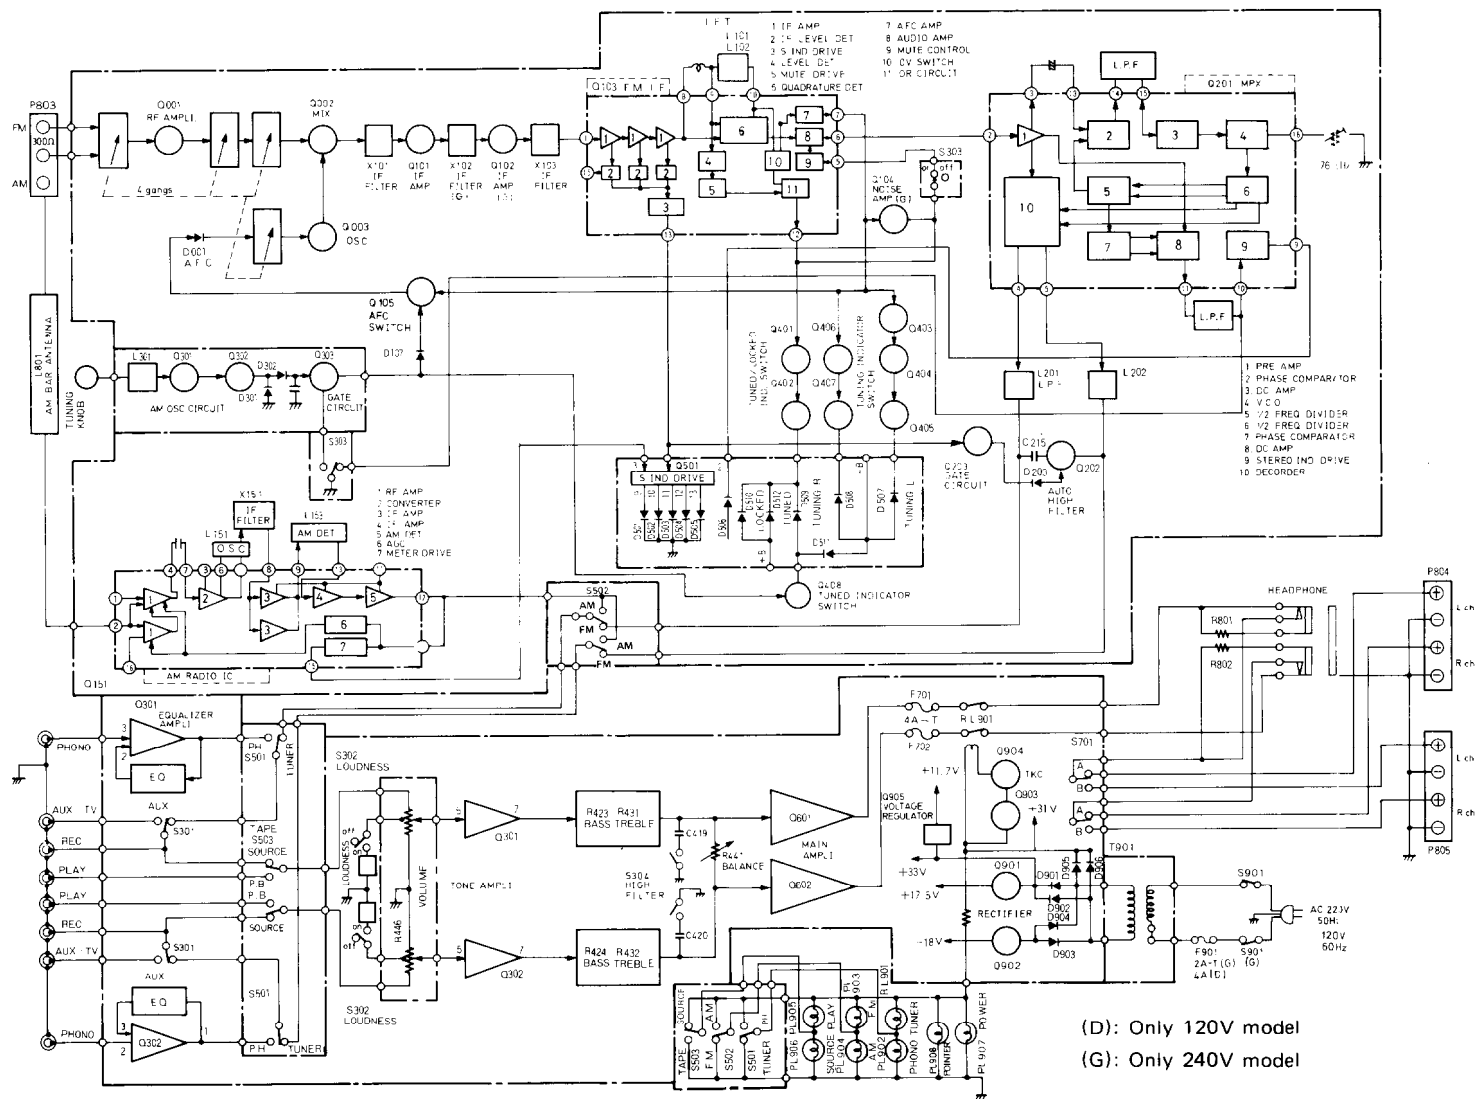 I F T
L101
L102
1 IF AMP
2 IF LEVEL DET
3 S IND DRIVE
4 LEVEL DET
5 MUTE DRIVE
6 QUADRATURE DET
7 AFC AMP
8 AUDIO AMP
9 MUTE CONTROL
10 CV SWITCH
11 OR CIRCUIT
P803
FM
300Ω
AM
Q001
RF AMPLI.
4 gangs
Q002
MIX
Q003
OSC
D001
A.F.C
X101
IF
FILTER
Q101
IF
AMP
X102
IF
FILTER
(G)
Q102
IF
AMP
(G)
X103
IF
FILTER
Q103 FM I F
S303
on off
Q104
NOISE
AMP (G)
Q201 MPX
L.P.F
L.P.F
1 PRE AMP
2 PHASE COMPARATOR
3 DC AMP
4 V C O
5 1/2 FREQ DIVIDER
6 1/2 FREQ DIVIDER
7 PHASE COMPARATOR
8 DC AMP
9 STEREO IND DRIVE
10 DECORDER
Q105
AFC
SWITCH
D107
L801
AM BAR ANTENNA
TUNING
KNOB
L301
Q301
Q302
D302
D301
Q303
AM OSC CIRCUIT
GATE
CIRCUIT
S303
Q401
Q402
TUNED/LOCKED
IND. SWITCH
Q406
Q407
TUNING INDICATOR
SWITCH
Q403
Q404
Q405
L201
L.P.F
L202
Q203
GATE
CIRCUIT
C215
D203
Q202
AUTO
HIGH
FILTER
Q501
S IND DRIVE
D501
D502
D503
D504
D505
D506
D510
LOCKED
D512
TUNED
D509
TUNING R
D508
D507
TUNING L
D511
+B
+B
Q408
TUNED INDICATOR
SWITCH
X151
IF
FILTER
L151
OSC
L153
AM DET
1 RF AMP
2 CONVERTER
3 IF AMP
4 IF AMP
5 AM DET
6 AGC
7 METER DRIVE
AM RADIO IC
Q151
S502
AM
FM
AM
FM
HEADPHONE
R801
R802
P804
L ch
R ch
P805
L ch
R ch
Q301
EQUALIZER
AMPLI
EQ
PHONO
AUX TV
REC
PLAY
PLAY
REC
AUX - TV
PHONO
PH
S501
TUNER
AUX
S301
TAPE
S503
SOURCE
P.B
P.B
SOURCE
S301
AUX
S501
EQ
Q302
PH
TUNER
S302
LOUDNESS
LOUDNESS
off
on
on
off
R446
VOLUME
S302
LOUDNESS
TONE AMPLI
Q301
Q302
R423 R431
BASS TREBLE
R424 R432
BASS TREBLE
C419
S304
HIGH
FILTER
C420
R441
BALANCE
Q601
MAIN
AMPLI
Q602
F701
4A-T
F702
RL901
S701
A
B
A
B
Q904
TKC
Q903
+11.7V
Q905
VOLTAGE
REGULATOR
+31V
+33V
+17.5V
-18V
Q901
RECTIFIER
Q902
D901
D902
D904
D903
D905
D906
T901
S901
AC 220V
50Hz
120V
60Hz
F901
2A-T (G)
4A (D)
S901
(G)
SOURCE
TAPE
S503
A.M
F.M
S502
PH
S501
TUNER
PL905
PL906
PLAY
SOURCE
PL903
PL904
F.M
A.M
RL901
PL902
TUNER
PHONO
PL908
POINTER
POWER
PL907
(D): Only 120V model
(G): Only 240V model